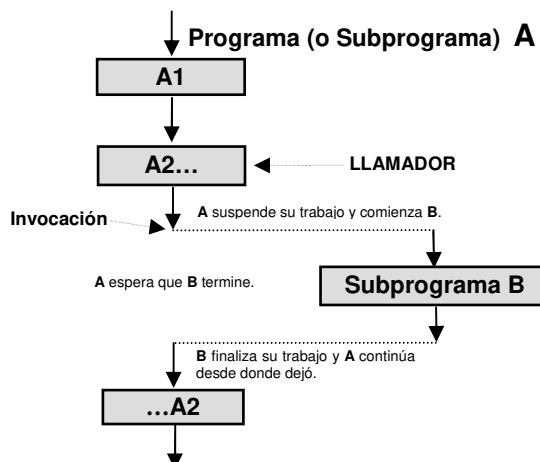 Programa (o Subprograma) A
A1
A2...
LLAMADOR
Invocación
A suspende su trabajo y comienza B.
A espera que B termine.
Subprograma B
B finaliza su trabajo y A continúa
desde donde dejó.
...A2